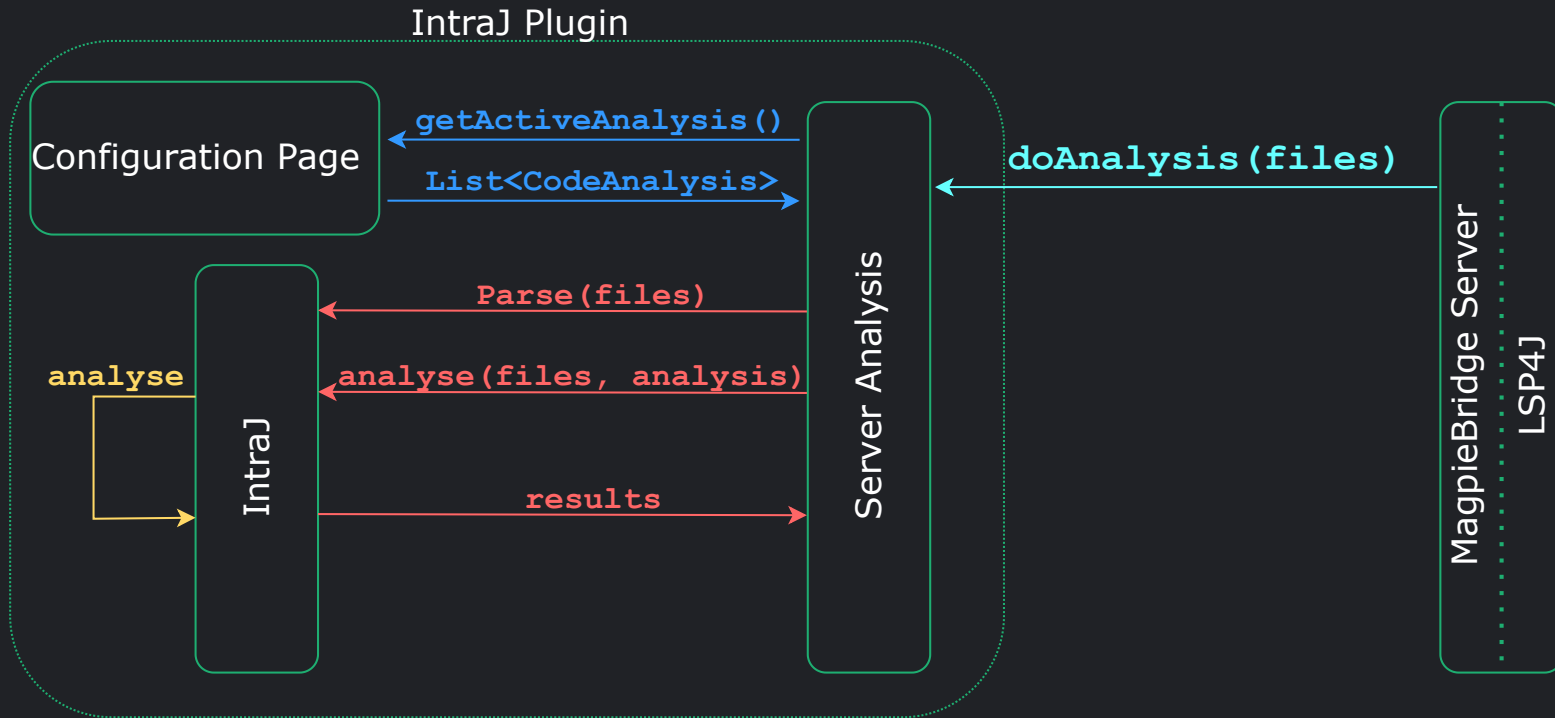 IntraJ Plugin
Configuration Page
getActiveAnalysis()
List<CodeAnalysis>
doAnalysis(files)
Parse(files)
analyse
analyse(files, analysis)
results
IntraJ
Server Analysis
MagpieBridge Server
LSP4J